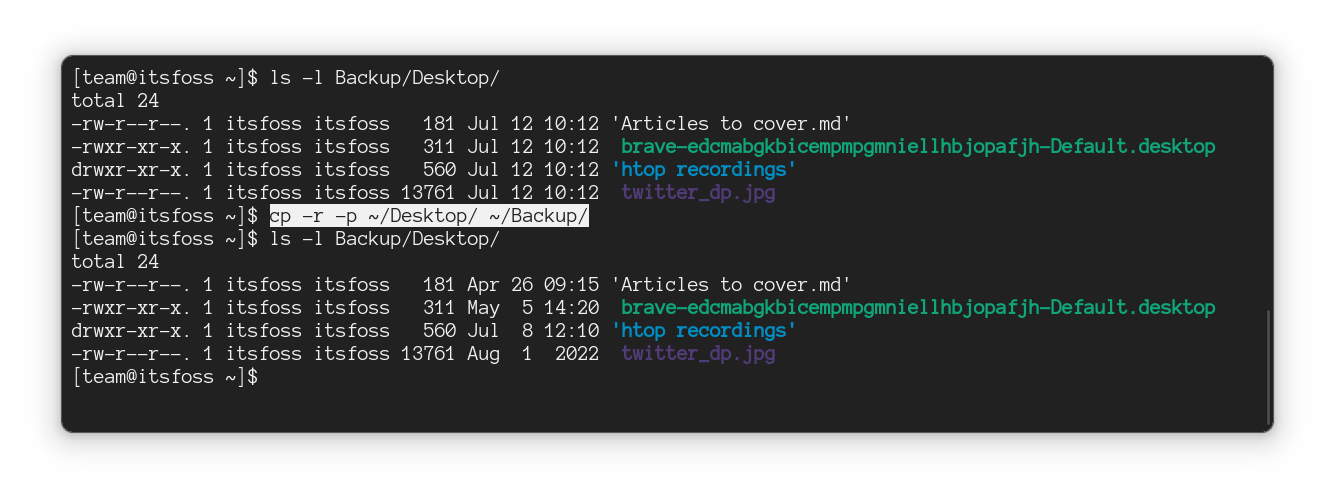 [team@itsfoss ~]$ ls -l Backup/Desktop/
total 24
-rw-r--r--. 1 itsfoss itsfoss   181 Jul 12 10:12 'Articles to cover.md'
-rwxr-xr-x. 1 itsfoss itsfoss   311 Jul 12 10:12  brave-edcmabgkbicempmpgmniellhbjopafjh-Default.desktop
drwxr-xr-x. 1 itsfoss itsfoss   560 Jul 12 10:12 'htop recordings'
-rw-r--r--. 1 itsfoss itsfoss 13761 Jul 12 10:12  twitter_dp.jpg
[team@itsfoss ~]$ cp -r -p ~/Desktop/ ~/Backup/
[team@itsfoss ~]$ ls -l Backup/Desktop/
total 24
-rw-r--r--. 1 itsfoss itsfoss   181 Apr 26 09:15 'Articles to cover.md'
-rwxr-xr-x. 1 itsfoss itsfoss   311 May  5 14:20  brave-edcmabgkbicempmpgmniellhbjopafjh-Default.desktop
drwxr-xr-x. 1 itsfoss itsfoss   560 Jul  8 12:10 'htop recordings'
-rw-r--r--. 1 itsfoss itsfoss 13761 Aug  1  2022  twitter_dp.jpg
[team@itsfoss ~]$